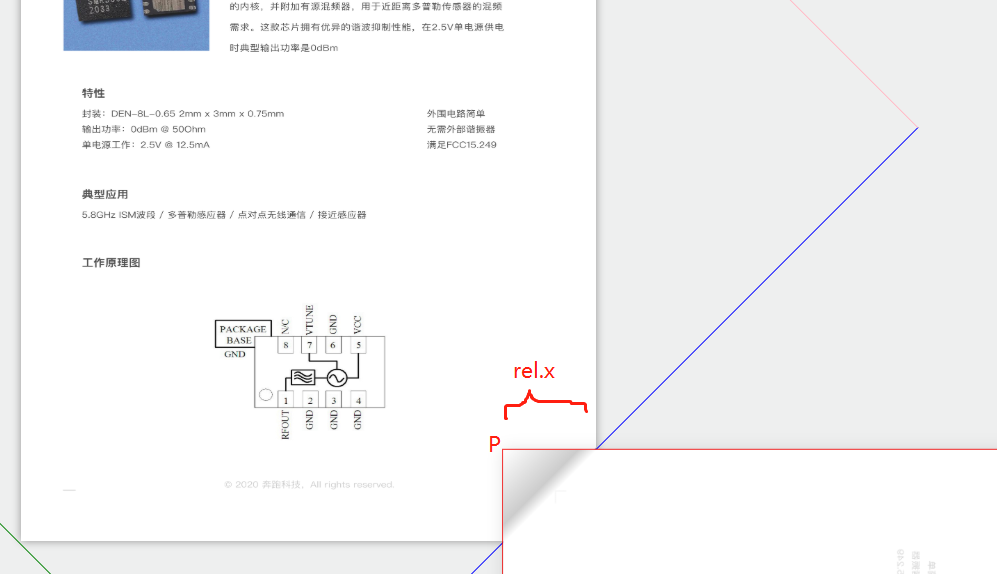 2033
的内核，并附加有源混频器，用于近距离多普勒传感器的混频
需求。这款芯片拥有优异的谐波抑制性能，在2.5V单电源供电
时典型输出功率是0dBm
特性
封装：DEN-8L-0.65 2mm x 3mm x 0.75mm
外围电路简单
输出功率：0dBm @ 50Ohm
无需外部谐振器
单电源工作：2.5V @ 12.5mA
满足FCC15.249
典型应用
5.8GHz ISM波段 / 多普勒感应器 / 点对点无线通信 / 接近感应器
工作原理图
N/C
VTUNE
GND
VCC
PACKAGE
BASE
GND
8 7 6 5
1 2 3 4
RFOUT
GND
GND
GND
rel.x
P
© 2020 奔跑科技，All rights reserved.